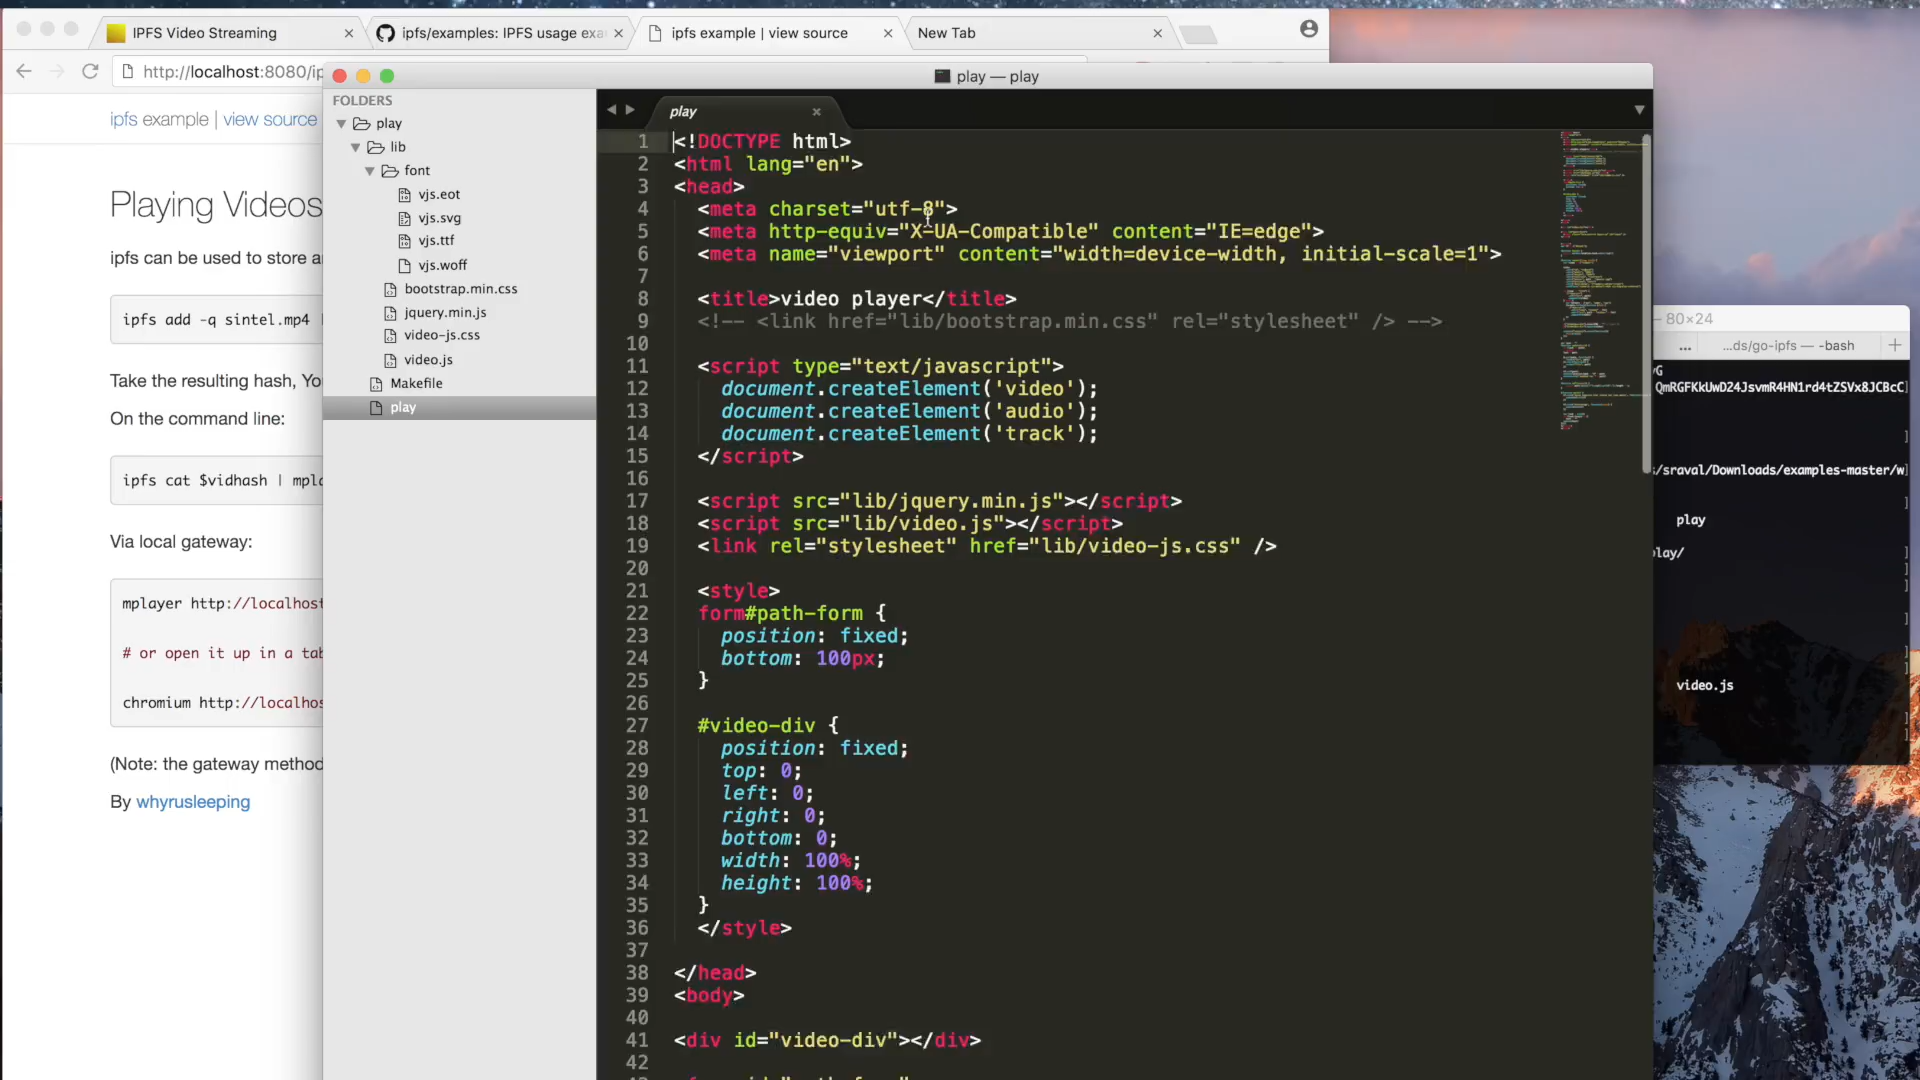 IPFS Video Streaming
ipfs/examples: IPFS usage exa
ipfs example | view source
New Tab
http://localhost:8080/ip
ipfs example | view source
Playing Videos
ipfs can be used to store a
ipfs add -q sintel.mp4
Take the resulting hash, Yo
On the command line:
ipfs cat $vidhash | mpla
Via local gateway:
mplayer http://localhost
# or open it up in a tab
chromium http://localhos
(Note: the gateway method
By whyrusleeping
play — play
FOLDERS
play
lib
font
vjs.eot
vjs.svg
vjs.ttf
vjs.woff
bootstrap.min.css
jquery.min.js
video-js.css
video.js
Makefile
play
play
1 <!DOCTYPE html>
2 <html lang="en">
3 <head>
4 <meta charset="utf-8">
5 <meta http-equiv="X-UA-Compatible" content="IE=edge">
6 <meta name="viewport" content="width=device-width, initial-scale=1">
7
8 <title>video player</title>
9 <!-- <link href="lib/bootstrap.min.css" rel="stylesheet" /> -->
10
11 <script type="text/javascript">
12 document.createElement('video');
13 document.createElement('audio');
14 document.createElement('track');
15 </script>
16
17 <script src="lib/jquery.min.js"></script>
18 <script src="lib/video.js"></script>
19 <link rel="stylesheet" href="lib/video-js.css" />
20
21 <style>
22 form#path-form {
23 position: fixed;
24 bottom: 100px;
25 }
26
27 #video-div {
28 position: fixed;
29 top: 0;
30 left: 0;
31 right: 0;
32 bottom: 0;
33 width: 100%;
34 height: 100%;
35 }
36 </style>
37
38 </head>
39 <body>
40
41 <div id="video-div"></div>
42
— 80×24
... ...ds/go-ipfs — -bash
vG
QmRGFKkUwD24JsvmR4HN1rd4tZSVx8JCBcC]
s/sraval/Downloads/examples-master/w]
play
play/
video.js